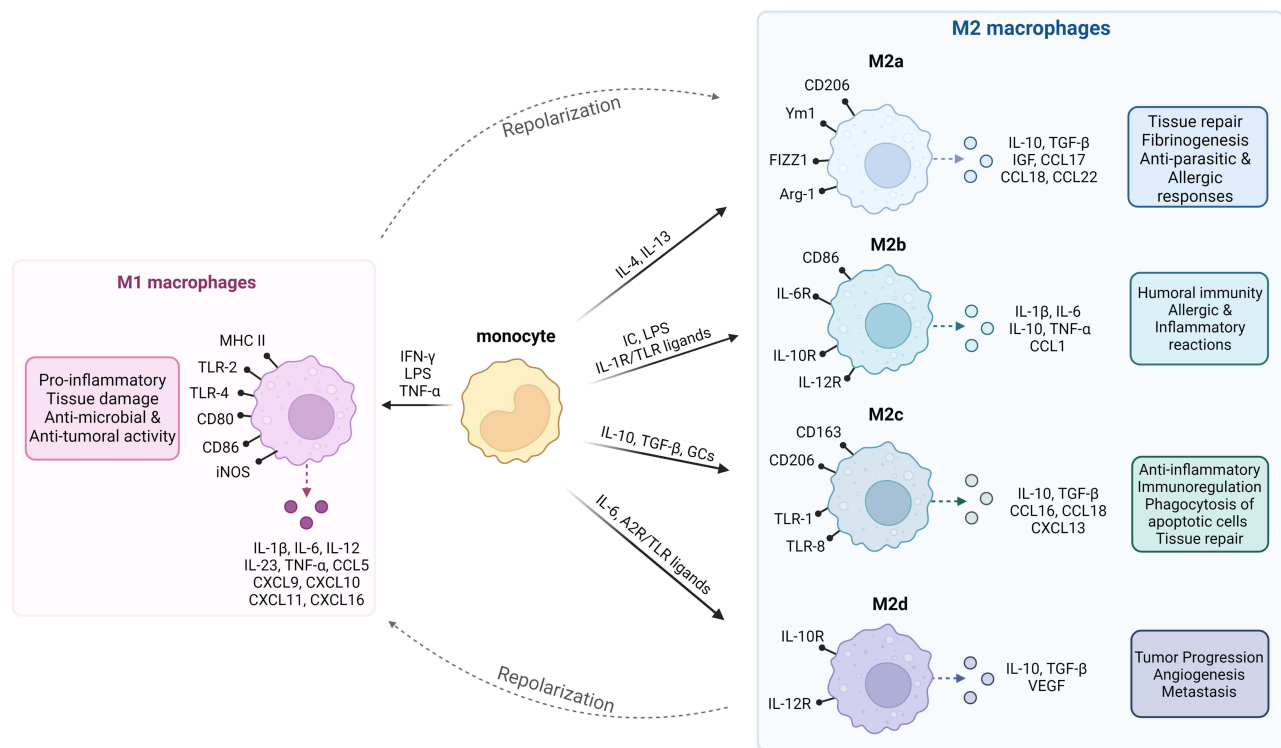 M1 macrophages
Pro-inflammatory
Tissue damage
Anti-microbial &
Anti-tumoral activity
MHC II
TLR-2
TLR-4
CD80
CD86
iNOS
IL-1β, IL-6, IL-12
IL-23, TNF-α, CCL5
CXCL9, CXCL10
CXCL11, CXCL16
Repolarization
monocyte
IFN-γ
LPS
TNF-α
IL-4, IL-13
IC, LPS
IL-1R/TLR ligands
IL-10, TGF-β, GCs
IL-6, A2R/TLR ligands
Repolarization
M2 macrophages
M2a
CD206
Ym1
FIZZ1
Arg-1
IL-10, TGF-β
IGF, CCL17
CCL18, CCL22
Tissue repair
Fibrinogenesis
Anti-parasitic &
Allergic
responses
M2b
CD86
IL-6R
IL-10R
IL-12R
IL-1β, IL-6
IL-10, TNF-α
CCL1
Humoral immunity
Allergic &
Inflammatory
reactions
M2c
CD163
CD206
TLR-1
TLR-8
IL-10, TGF-β
CCL16, CCL18
CXCL13
Anti-inflammatory
Immunoregulation
Phagocytosis of
apoptotic cells
Tissue repair
M2d
IL-10R
IL-12R
IL-10, TGF-β
VEGF
Tumor Progression
Angiogenesis
Metastasis